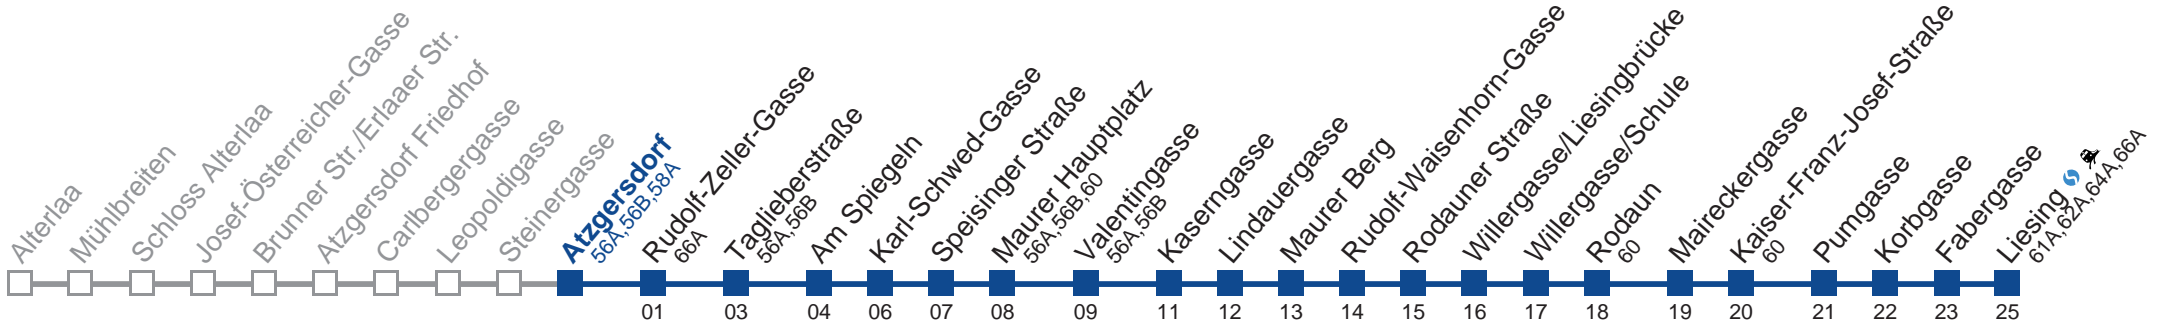 Alterlaa
Mühlbreiten
Schloss Alterlaa
Josef-Österreicher-Gasse
Brunner Str./Erlaaer Str.
Atzgersdorf Friedhof
Carlbergergasse
Leopoldigasse
Steinergasse
Atzgersdorf
56A,56B,58A
Rudolf-Zeller-Gasse
66A
Taglieberstraße
56A,56B
Am Spiegeln
Karl-Schwed-Gasse
Speisinger Straße
Maurer Hauptplatz
56A,56B,60
Valentingasse
56A,56B
Kaserngasse
Lindauergasse
Maurer Berg
Rudolf-Waisenhorn-Gasse
Rodauner Straße
Willergasse/Liesingbrücke
Willergasse/Schule
Rodaun
60
Maireckergasse
Kaiser-Franz-Josef-Straße
60
Pumgasse
Korbgasse
Fabergasse
Liesing
61A,62A,64A,66A
01 03 04 06 07 08 09 11 12 13 14 15 16 17 18 19 20 21 22 23 25